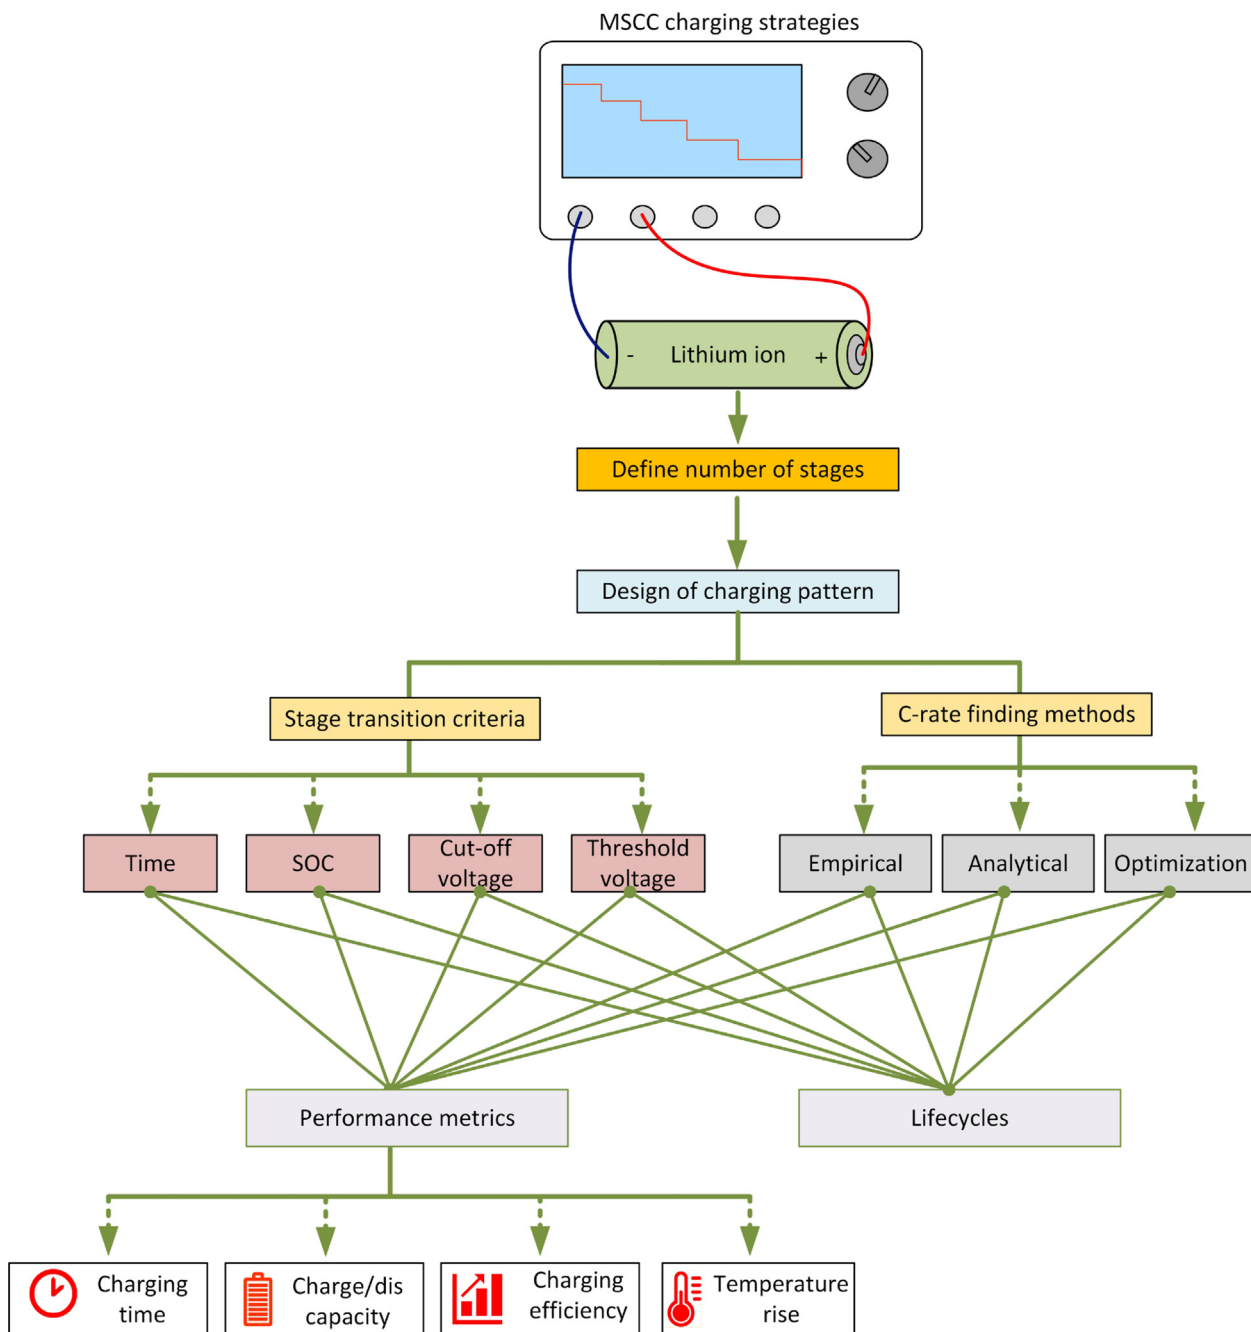 MSCC charging strategies
- Lithium ion +
Define number of stages
Design of charging pattern
Stage transition criteria
C-rate finding methods
Time
SOC
Cut-off
voltage
Threshold
voltage
Empirical
Analytical
Optimization
Performance metrics
Lifecycles
Charging
time
Charge/dis
capacity
Charging
efficiency
Temperature
rise